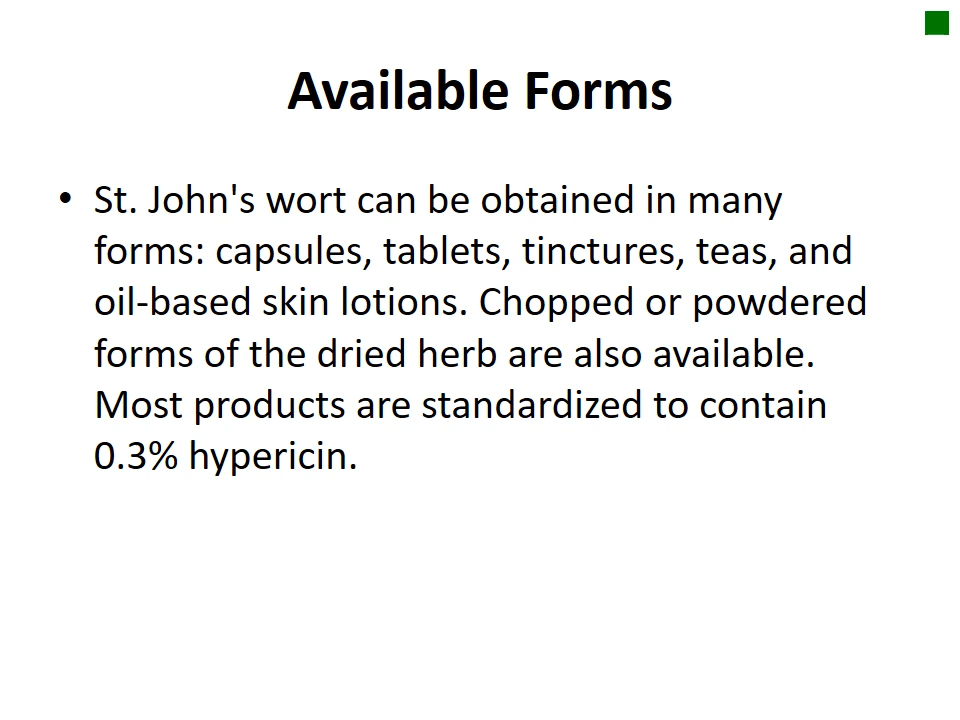 Available Forms
• St. John's wort can be obtained in many
forms: capsules, tablets, tinctures, teas, and
oil-based skin lotions. Chopped or powdered
forms of the dried herb are also available.
Most products are standardized to contain
0.3% hypericin.